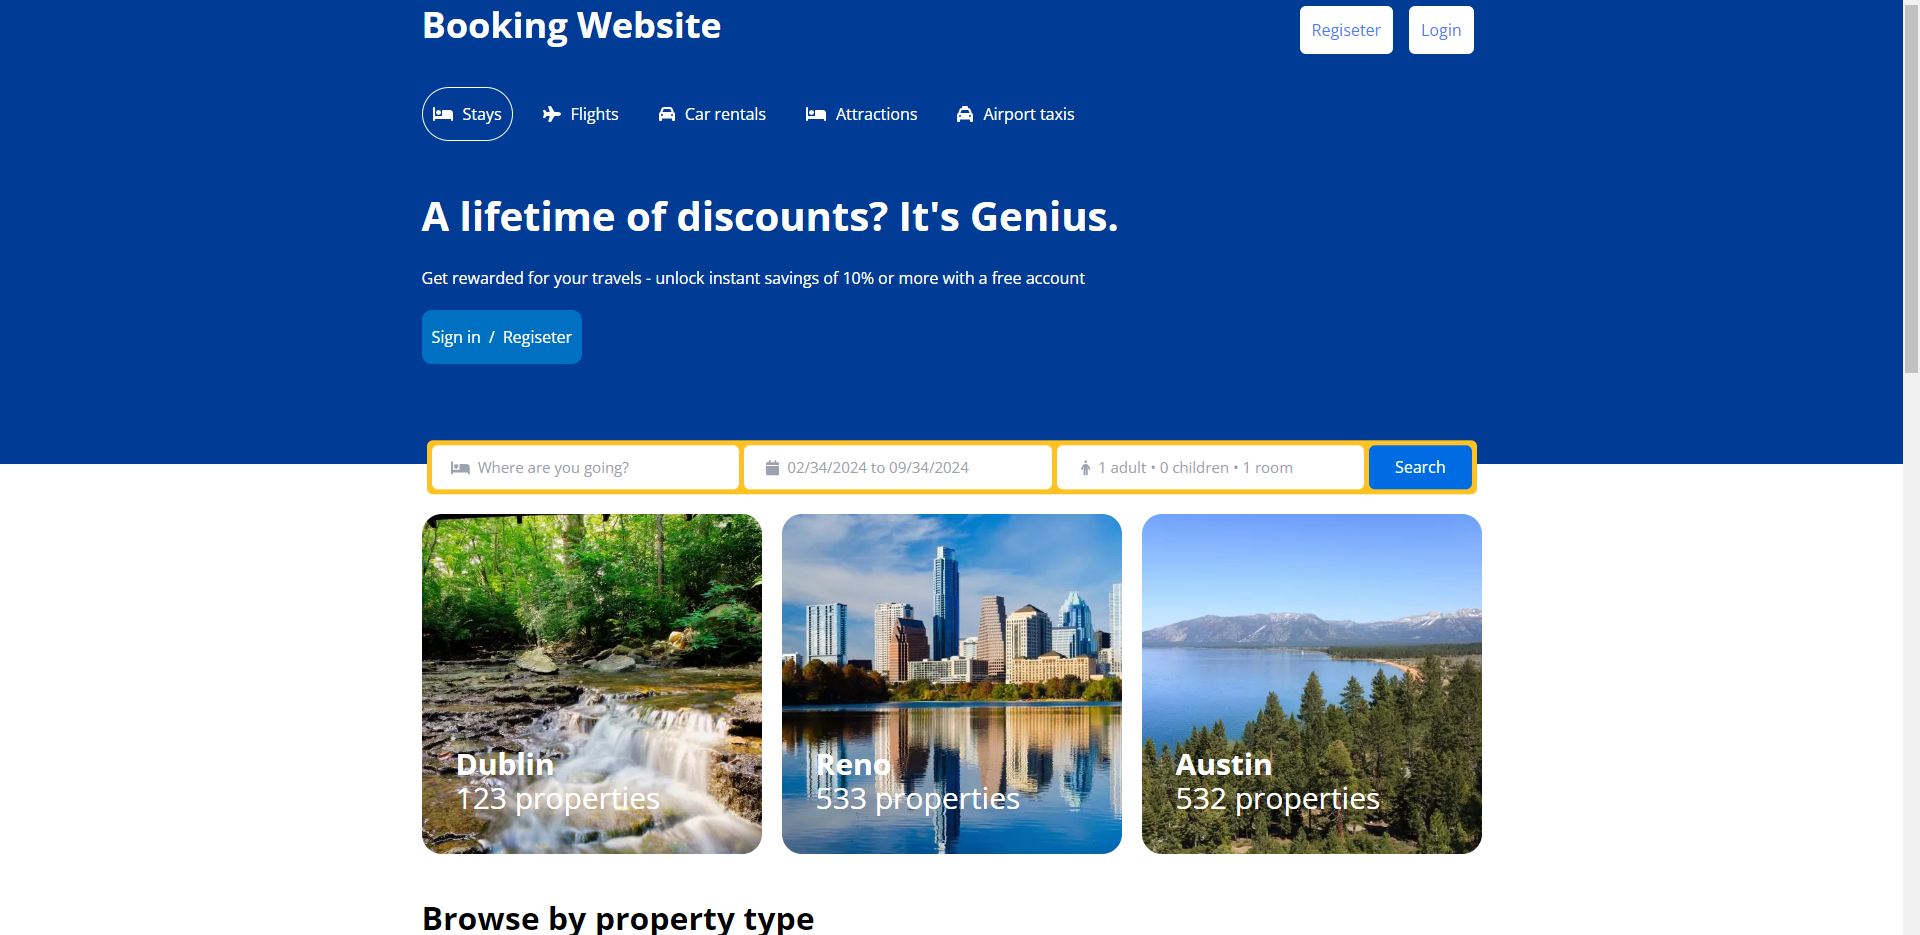 Booking Website
Regiseter
Login
Stays
Flights
Car rentals
Attractions
Airport taxis
A lifetime of discounts? It's Genius.
Get rewarded for your travels - unlock instant savings of 10% or more with a free account
Sign in / Regiseter
Where are you going?
02/34/2024 to 09/34/2024
1 adult • 0 children • 1 room
Search
Dublin
123 properties
Reno
533 properties
Austin
532 properties
Browse by property type